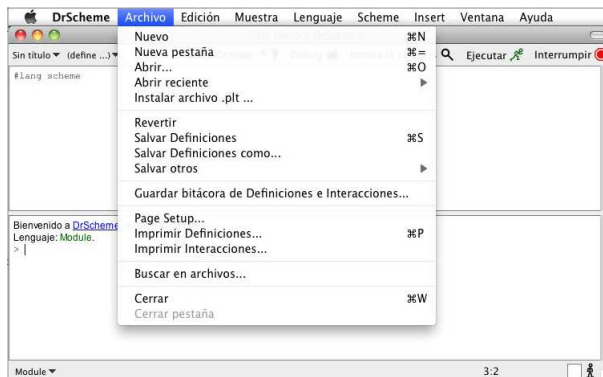 DrScheme Archivo Edición Muestra Lenguaje Scheme Insert Ventana Ayuda
Sin título (define ...) Ejecutar Interrumpir
#lang scheme
Nuevo ⌘N
Nueva pestaña ⌘=
Abrir... ⌘O
Abrir reciente
Instalar archivo .plt ...
Revertir
Salvar Definiciones ⌘S
Salvar Definiciones como...
Salvar otros
Guardar bitácora de Definiciones e Interacciones...
Page Setup...
Imprimir Definiciones... ⌘P
Imprimir Interacciones...
Buscar en archivos...
Cerrar ⌘W
Cerrar pestaña
Bienvenido a DrScheme
Lenguaje: Module.
>
Module 3:2